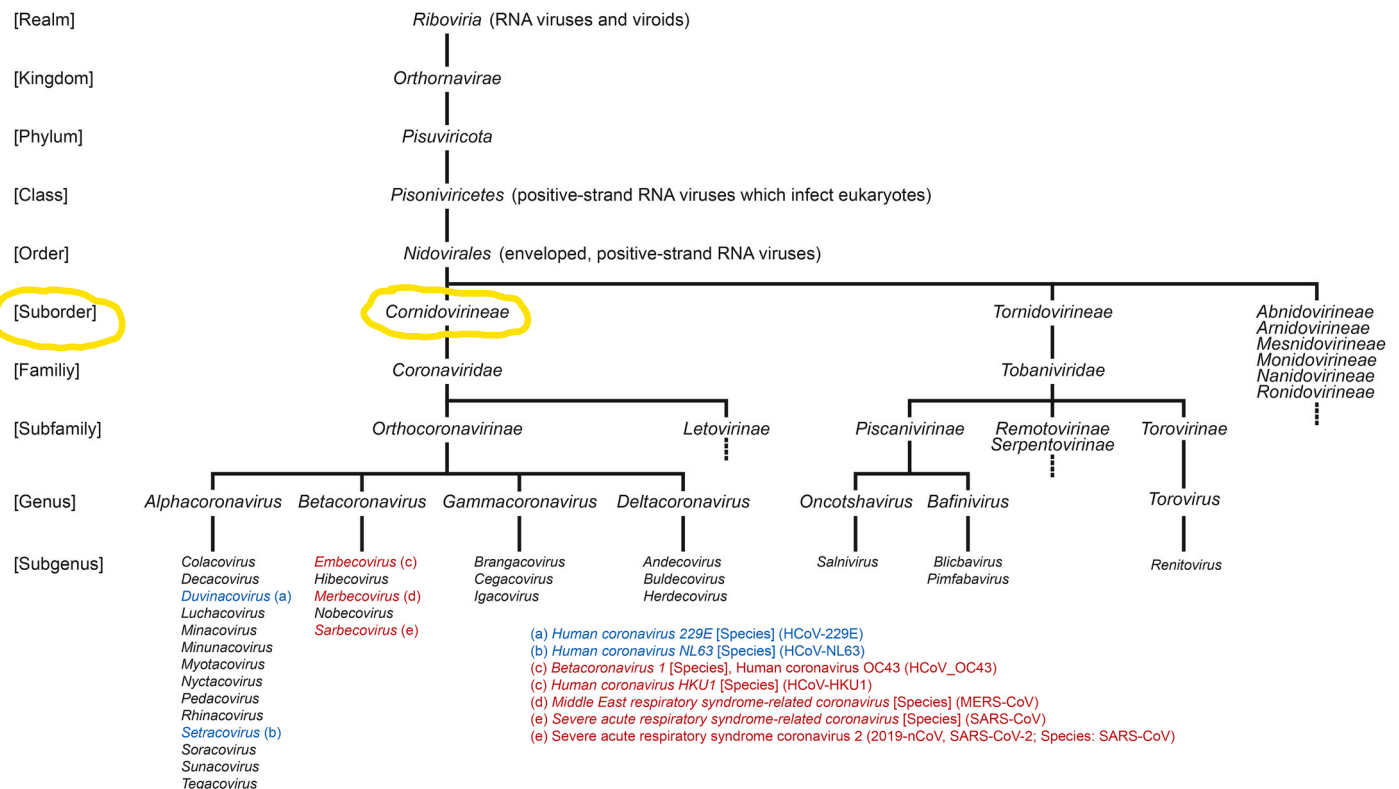 [Realm] Riboviria (RNA viruses and viroids)
[Kingdom] Orthornavirae
[Phylum] Pisuviricota
[Class] Pisoniviricetes (positive-strand RNA viruses which infect eukaryotes)
[Order] Nidovirales (enveloped, positive-strand RNA viruses)
[Suborder] Cornidovirineae Tornidovirineae Abnidovirineae
Arnidovirineae
Mesnidovirineae
Monidovirineae
Nanidovirineae
Ronidovirineae
[Familiy] Coronaviridae Tobaniviridae
[Subfamily] Orthocoronavirinae Letovirinae Piscanivirinae Remotovirinae Torovirinae
Serpentovirinae
[Genus] Alphacoronavirus Betacoronavirus Gammacoronavirus Deltacoronavirus Oncotshavirus Bafinivirus Torovirus
[Subgenus] Colacovirus Embecovirus (c) Brangacovirus Andecovirus Salnivirus Blicbavirus Renitovirus
Decacovirus Hibecovirus Cegacovirus Buldecovirus Pimfabavirus
Duvinacovirus (a) Merbecovirus (d) Igacovirus Herdecovirus
Luchacovirus Nobecovirus
Minacovirus Sarbecovirus (e)
Minunacovirus
Myotacovirus
Nyctacovirus
Pedacovirus
Rhinacovirus
Setracovirus (b)
Soracovirus
Sunacovirus
Tegacovirus
(a) Human coronavirus 229E [Species] (HCoV-229E)
(b) Human coronavirus NL63 [Species] (HCoV-NL63)
(c) Betacoronavirus 1 [Species], Human coronavirus OC43 (HCoV_OC43)
(c) Human coronavirus HKU1 [Species] (HCoV-HKU1)
(d) Middle East respiratory syndrome-related coronavirus [Species] (MERS-CoV)
(e) Severe acute respiratory syndrome-related coronavirus [Species] (SARS-CoV)
(e) Severe acute respiratory syndrome coronavirus 2 (2019-nCoV, SARS-CoV-2; Species: SARS-CoV)